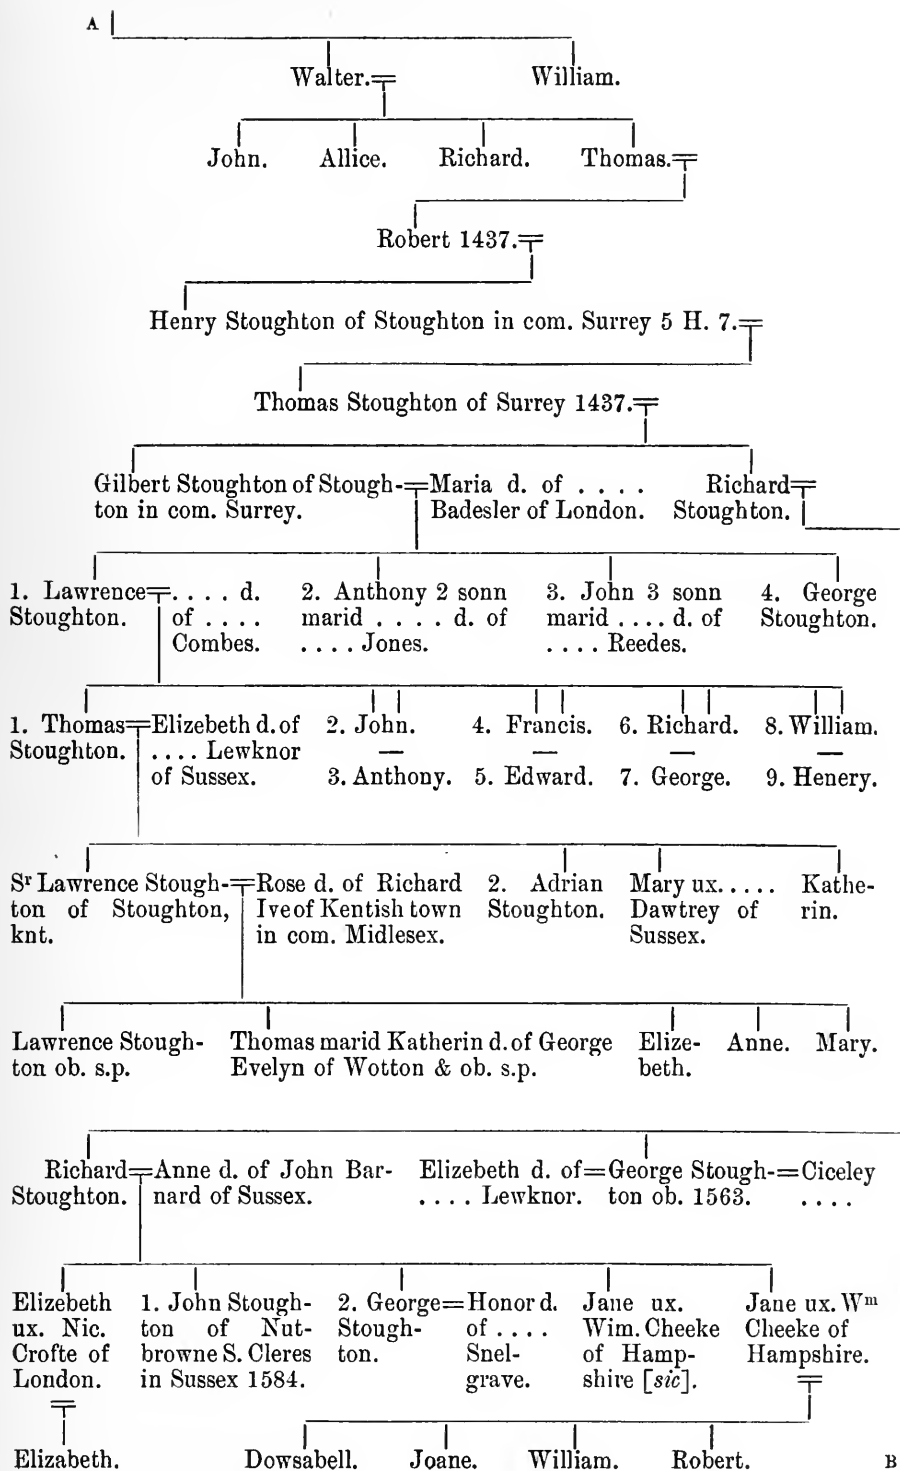 A
Walter. William.
John. Allice. Richard. Thomas.
Robert 1437.
Henry Stoughton of Stoughton in com. Surrey 5 H. 7.
Thomas Stoughton of Surrey 1437.
Gilbert Stoughton of Stough-
ton in com. Surrey.
Maria d. of . . . .
Badesler of London.
Richard
Stoughton.
1. Lawrence
Stoughton.
. . . . d.
of . . . .
Combes.
2. Anthony 2 sonn
marid . . . . d. of
. . . . Jones.
3. John 3 sonn
marid . . . . d. of
. . . . Reedes.
4. George
Stoughton.
1. Thomas
Stoughton.
Elizebeth d. of
. . . . Lewknor
of Sussex.
2. John.
3. Anthony.
4. Francis.
5. Edward.
6. Richard.
7. George.
8. William.
9. Henery.
Sr Lawrence Stough-
ton of Stoughton,
knt.
Rose d. of Richard
Ive of Kentish town
in com. Midlesex.
2. Adrian
Stoughton.
Mary ux. . . . .
Dawtrey of
Sussex.
Kathe-
rin.
Lawrence Stough-
ton ob. s.p.
Thomas marid Katherin d. of George
Evelyn of Wotton & ob. s.p.
Elize-
beth.
Anne.
Mary.
Richard
Stoughton.
Anne d. of John Bar-
nard of Sussex.
Elizebeth d. of
. . . . Lewknor.
George Stough-
ton ob. 1563.
Ciceley
. . . .
Elizebeth
ux. Nic.
Crofte of
London.
1. John Stough-
ton of Nut-
browne S. Cleres
in Sussex 1584.
2. George
Stough-
ton.
Honor d.
of . . . .
Snel-
grave.
Jane ux.
Wim. Cheeke
of Hamp-
shire [sic].
Jane ux. Wm
Cheeke of
Hampshire.
Elizabeth. Dowsabell. Joane. William. Robert. B